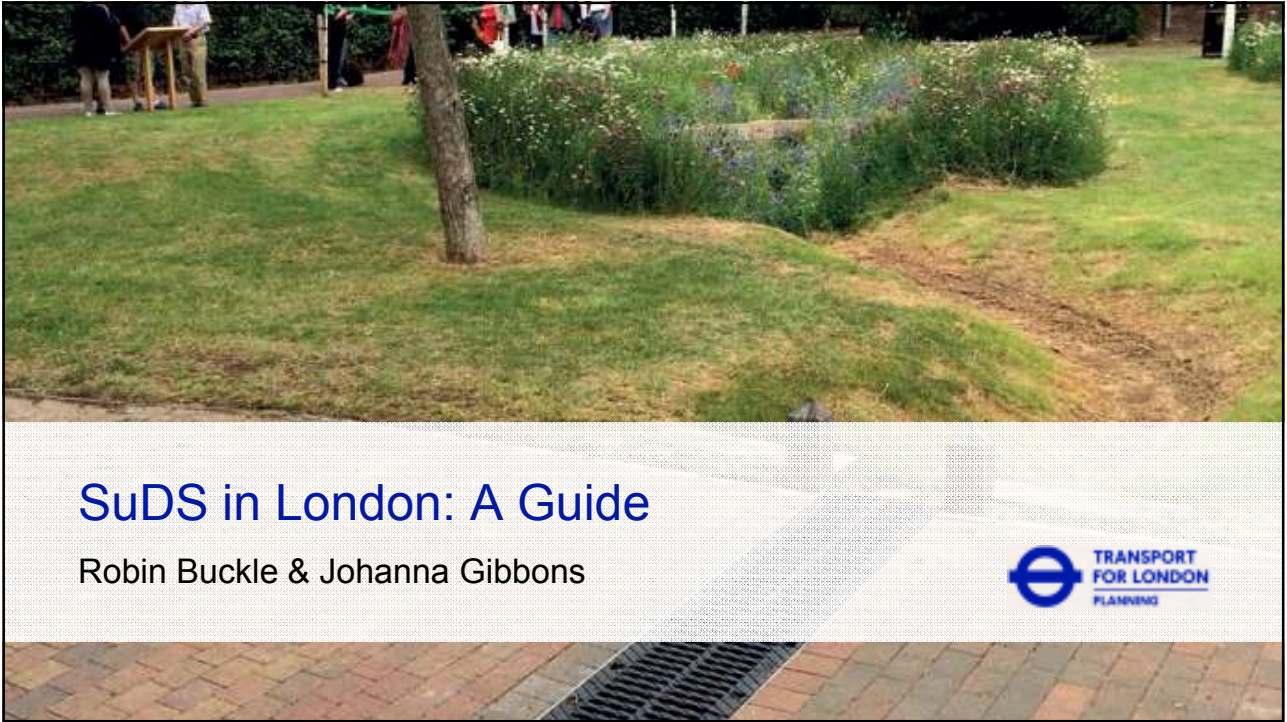 SuDS in London: A Guide
Robin Buckle & Johanna Gibbons
TRANSPORT
FOR LONDON
PLANNING